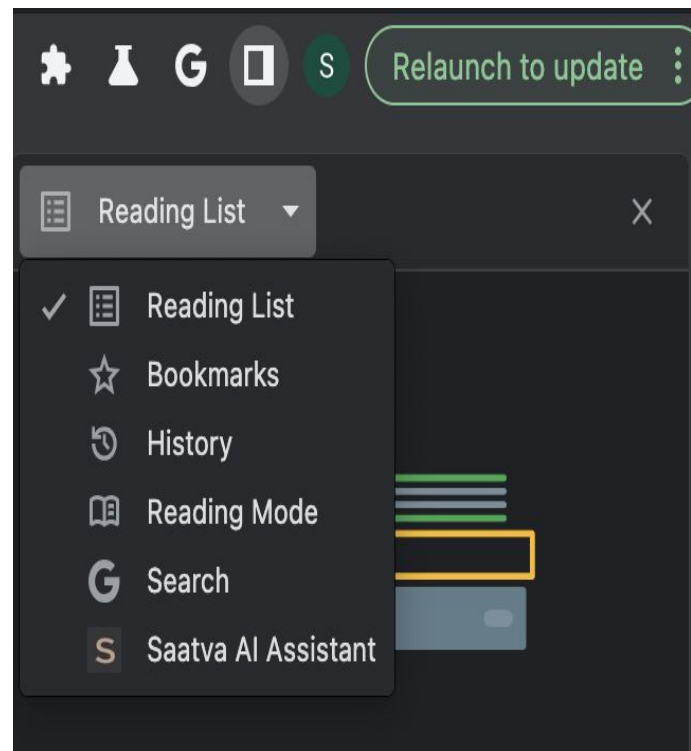 S Relaunch to update
Reading List
Reading List
Bookmarks
History
Reading Mode
G Search
S Saatva AI Assistant